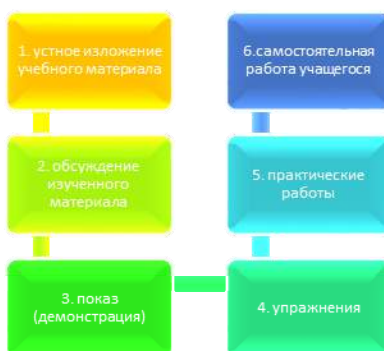 1. устное изложение
учебного материала
2. обсуждение
изученного
материала
3. показ
(демонстрация)
4. упражнения
5. практические
работы
6.самостоятельная
работа учащегося